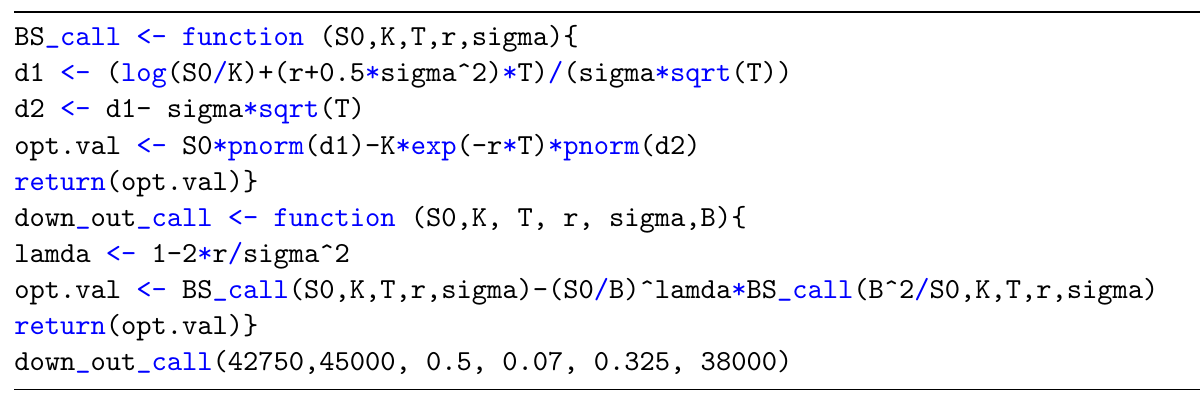 BS_call <- function (S0,K,T,r,sigma){
d1 <- (log(S0/K)+(r+0.5*sigma^2)*T)/(sigma*sqrt(T))
d2 <- d1- sigma*sqrt(T)
opt.val <- S0*pnorm(d1)-K*exp(-r*T)*pnorm(d2)
return(opt.val)}
down_out_call <- function (S0,K, T, r, sigma,B){
lamda <- 1-2*r/sigma^2
opt.val <- BS_call(S0,K,T,r,sigma)-(S0/B)^lamda*BS_call(B^2/S0,K,T,r,sigma)
return(opt.val)}
down_out_call(42750,45000, 0.5, 0.07, 0.325, 38000)